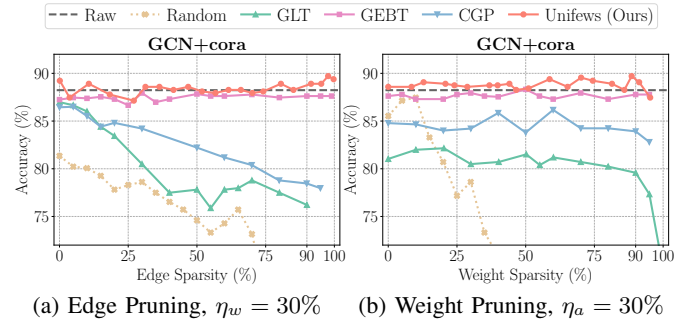 Raw Random GLT GEBT CGP Unifews (Ours)
GCN+cora
90
85
80
75
Accuracy (%)
0 25 50 75 90 100
Edge Sparsity (%)
(a) Edge Pruning, η_w = 30%
GCN+cora
90
85
80
75
Accuracy (%)
0 25 50 75 90 100
Weight Sparsity (%)
(b) Weight Pruning, η_a = 30%